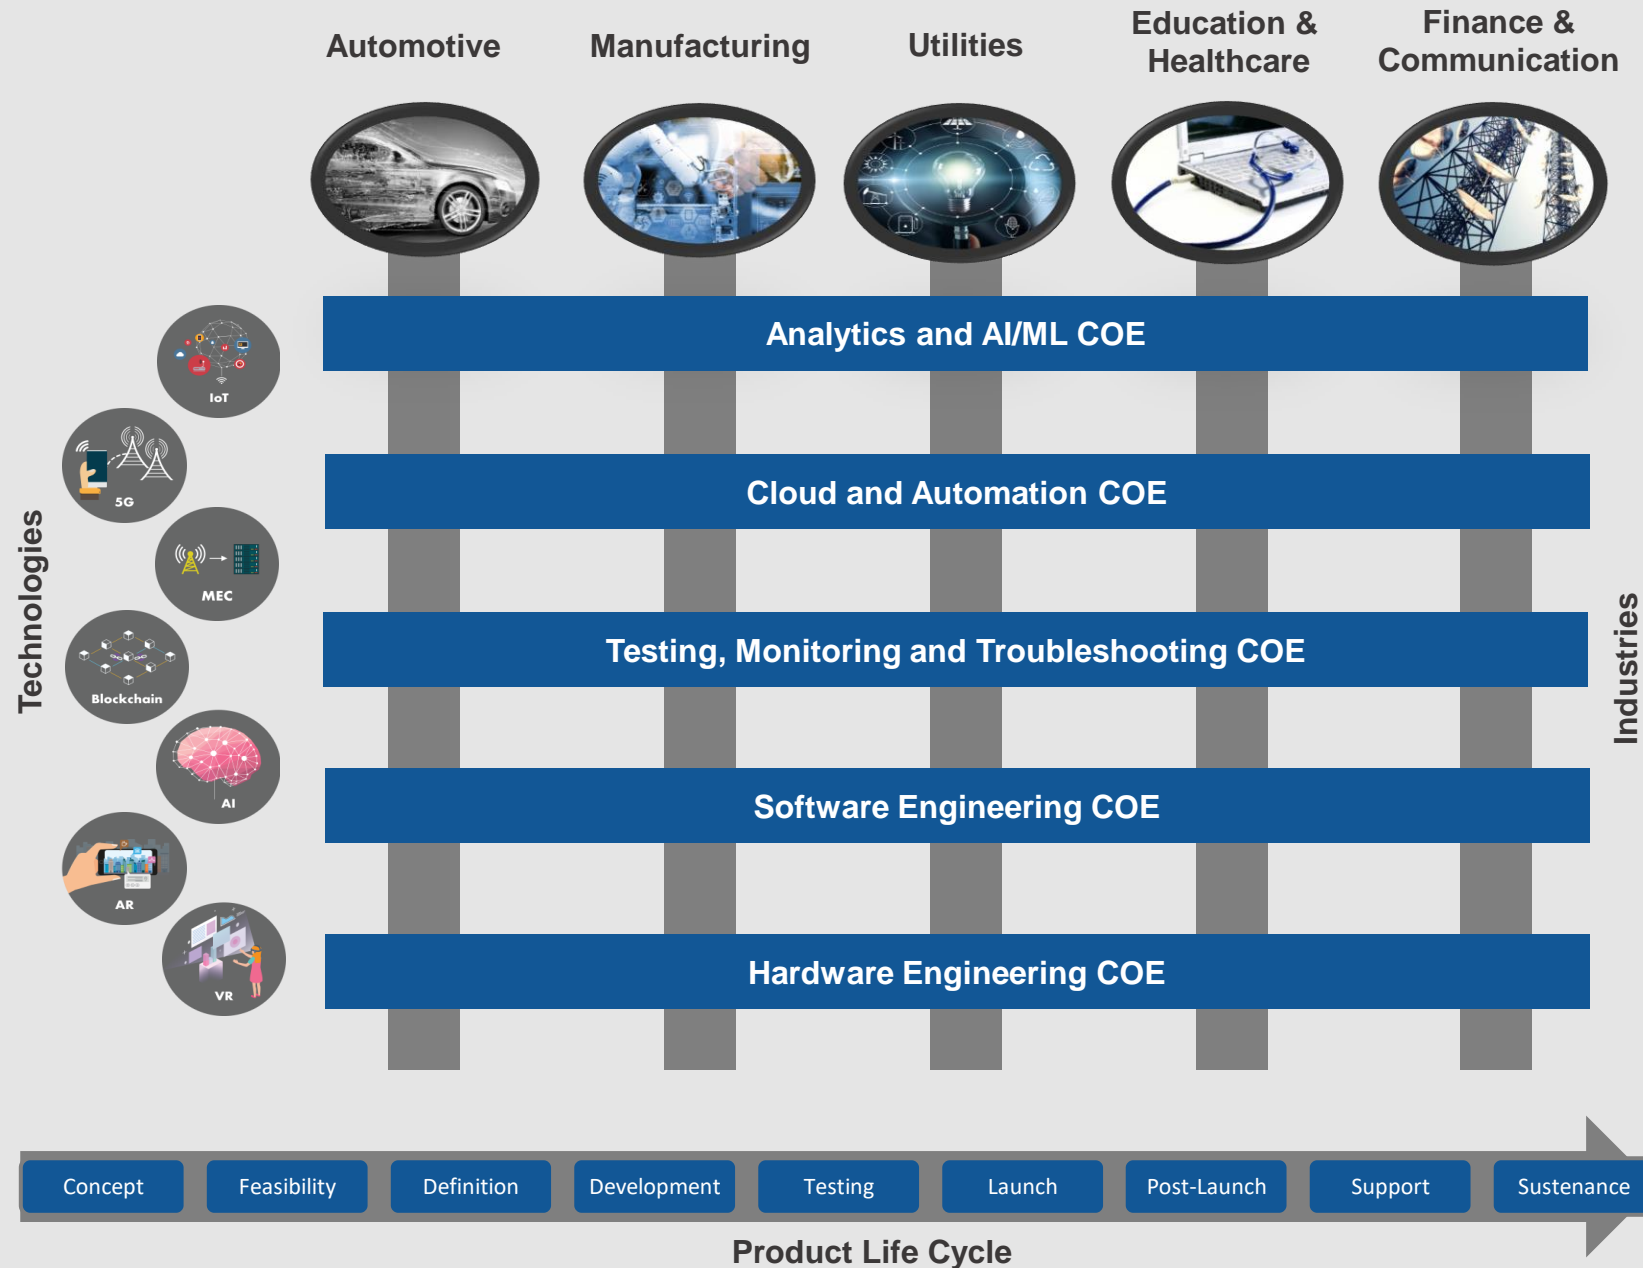 Automotive
Manufacturing
Utilities
Education &
Healthcare
Finance &
Communication
Analytics and AI/ML COE
IoT
5G
Cloud and Automation COE
MEC
Technologies
Testing, Monitoring and Troubleshooting COE
Industries
Blockchain
AI
Software Engineering COE
AR
Hardware Engineering COE
VR
Concept
Feasibility
Definition
Development
Testing
Launch
Post-Launch
Support
Sustenance
Product Life Cycle